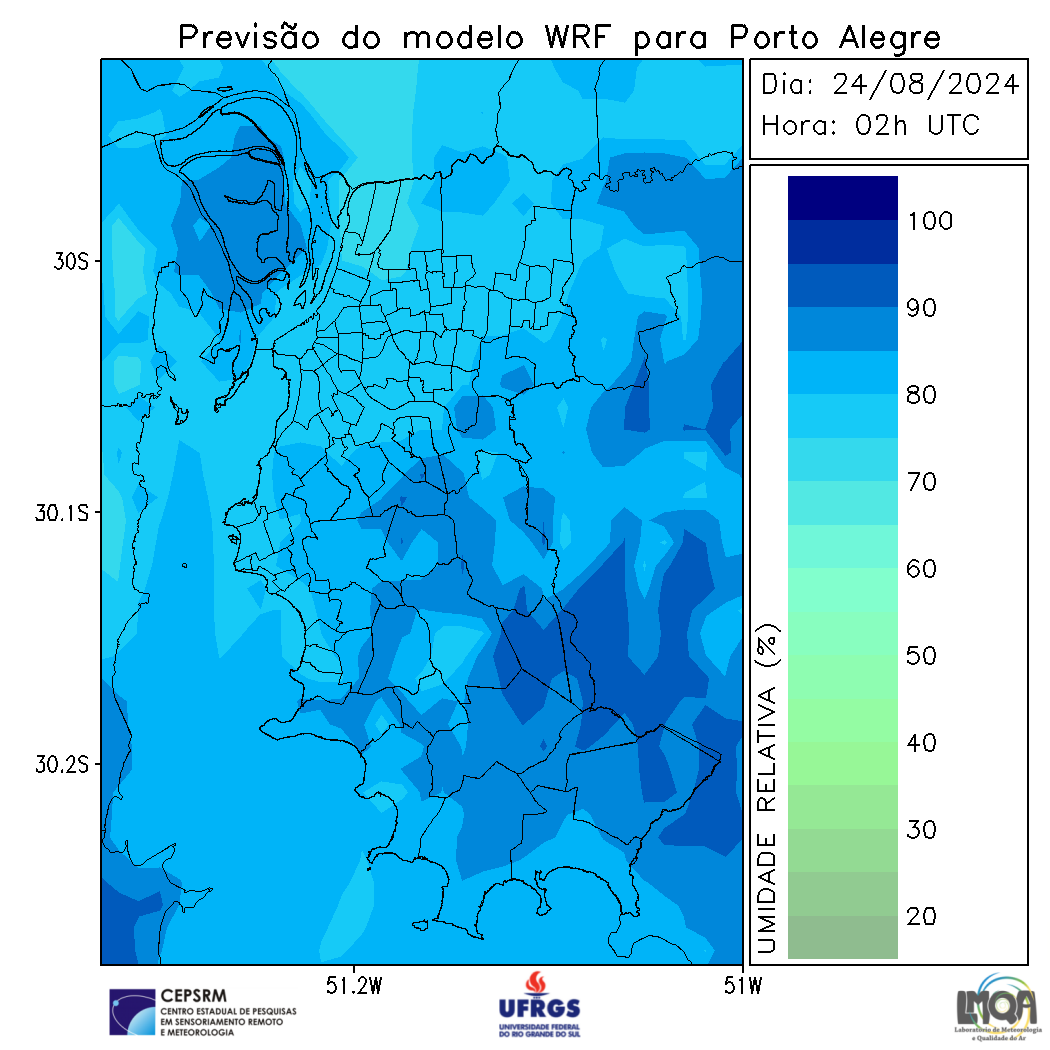 Previsão do modelo WRF para Porto Alegre
Dia: 24/08/2024
Hora: 02h UTC
30S
30.1S
30.2S
51.2W
51W
100
90
80
70
60
50
40
30
20
UMIDADE RELATIVA (%)
CEPSRM
CENTRO ESTADUAL DE PESQUISAS
EM SENSORIAMENTO REMOTO
E METEOROLOGIA
UFRGS
UNIVERSIDADE FEDERAL
DO RIO GRANDE DO SUL
LMQA
Laboratório de Meteorologia
e Qualidade do Ar